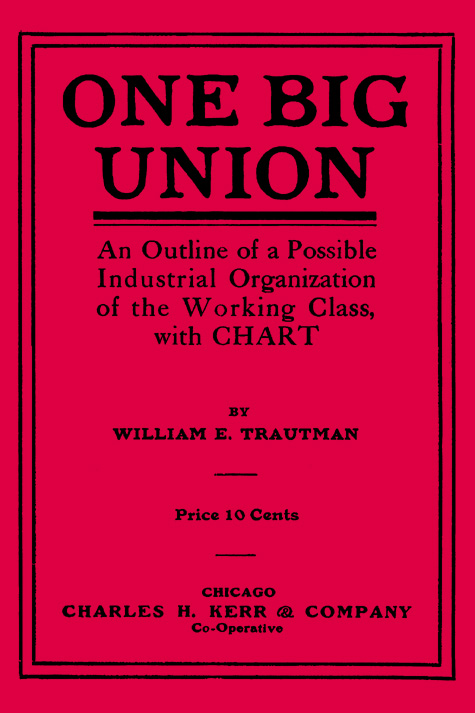 ONE BIG
UNION
An Outline of a Possible
Industrial Organization
of the Working Class,
with CHART
BY
WILLIAM E. TRAUTMAN
Price 10 Cents
CHICAGO
CHARLES H. KERR & COMPANY
Co-Operative